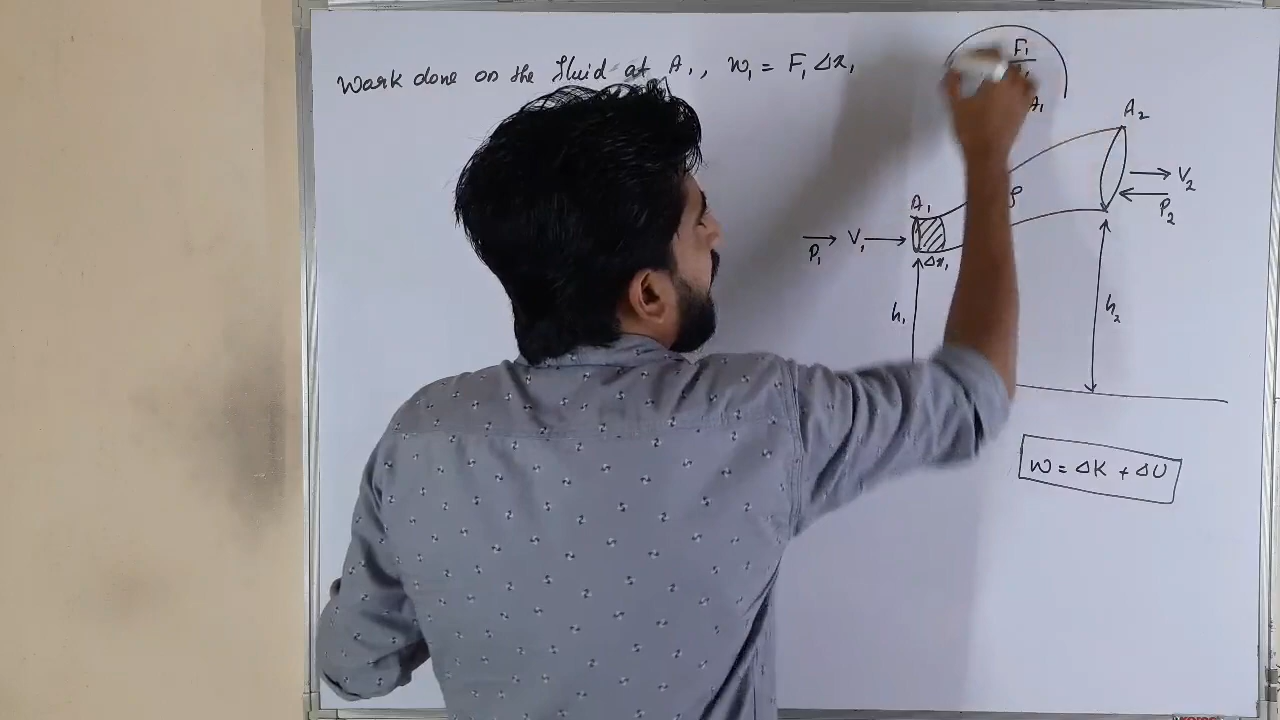 Work done on the fluid at A₁, W₁ = F₁ Δx₁
F₁
A₁
A₂
V₂
P₂
ρ
A₁
P₁
V₁
Δx₁
h₁
h₂
W = ΔK + ΔU